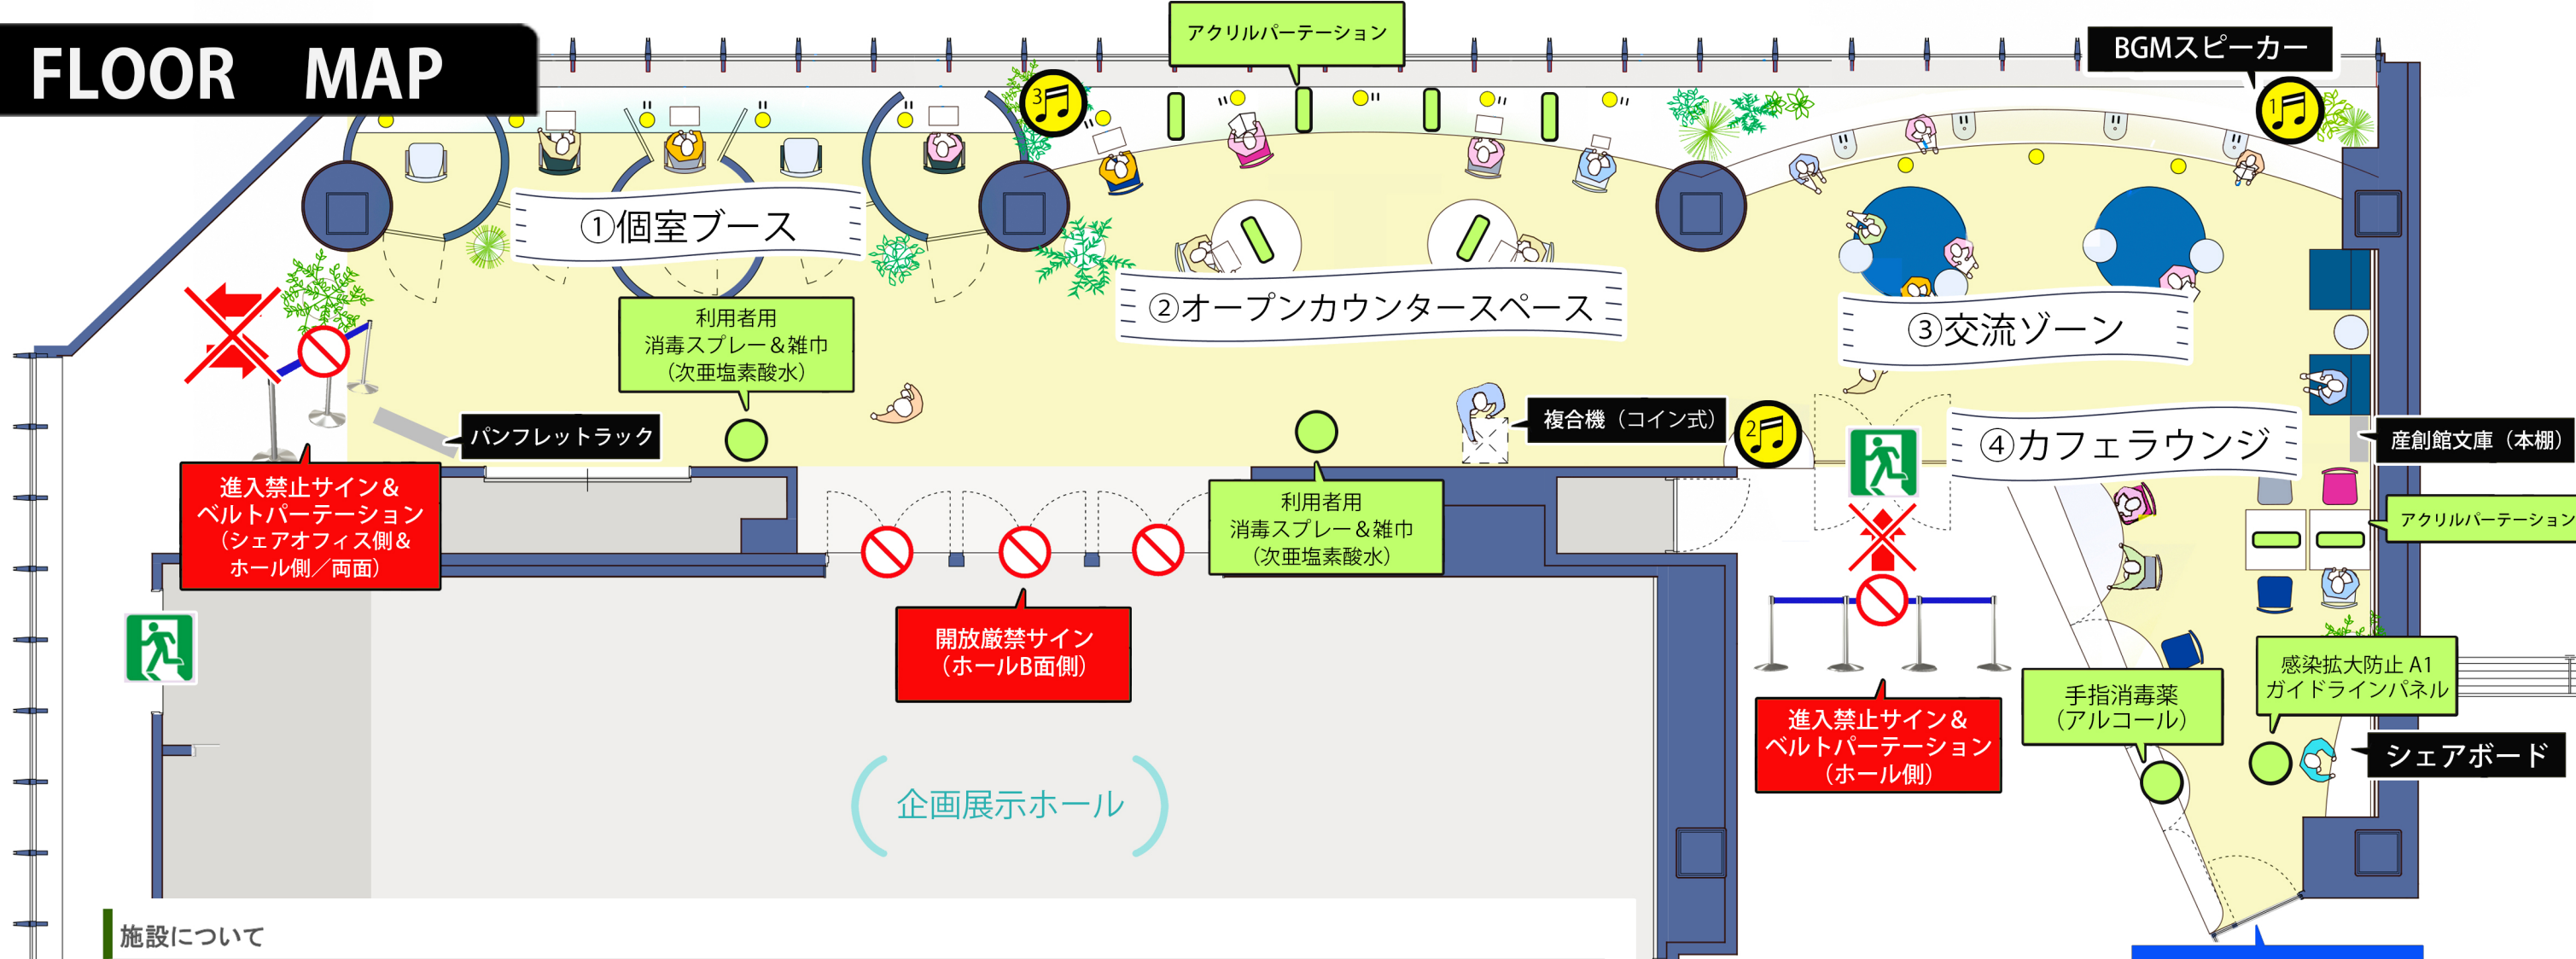 FLOOR MAP
アクリルパーテーション
BGMスピーカー
3
1
①個室ブース
②オープンカウンタースペース
③交流ゾーン
利用者用
消毒スプレー＆雑巾
（次亜塩素酸水）
パンフレットラック
複合機（コイン式）
2
④カフェラウンジ
産創館文庫（本棚）
進入禁止サイン＆
ベルトパーテーション
（シェアオフィス側＆
ホール側／両面）
利用者用
消毒スプレー＆雑巾
（次亜塩素酸水）
アクリルパーテーション
開放厳禁サイン
（ホールB面側）
進入禁止サイン＆
ベルトパーテーション
（ホール側）
手指消毒薬
（アルコール）
感染拡大防止 A1
ガイドラインパネル
シェアボード
企画展示ホール
施設について